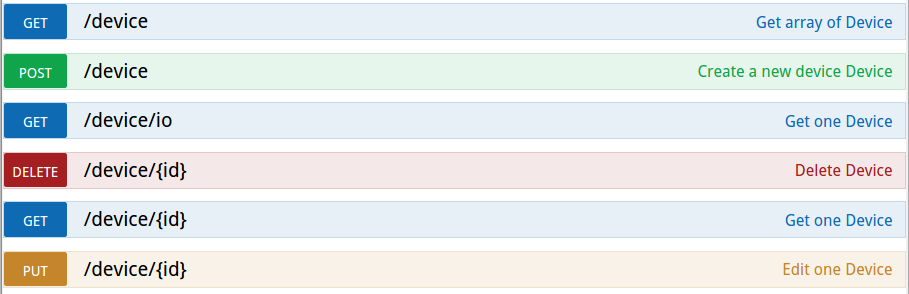 GET /device Get array of Device
POST /device Create a new device Device
GET /device/io Get one Device
DELETE /device/{id} Delete Device
GET /device/{id} Get one Device
PUT /device/{id} Edit one Device